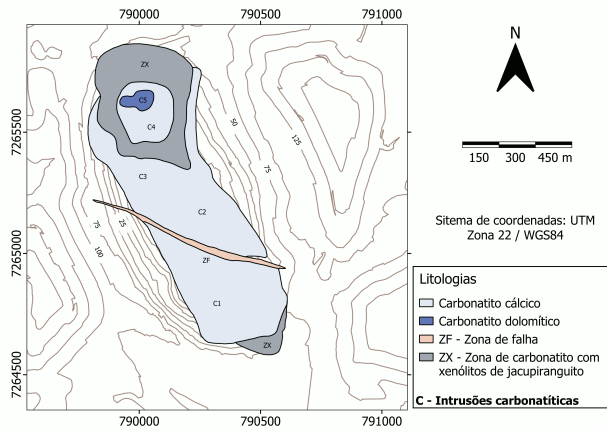 790000 790500 791000
N
7265500
7265000
7264500
ZX
C5
C4
C3
C2
ZF
C1
ZX
50
125
75
75
25
100
150 300 450 m
Sitema de coordenadas: UTM
Zona 22 / WGS84
Litologias
Carbonatito cálcico
Carbonatito dolomítico
ZF - Zona de falha
ZX - Zona de carbonatito com
xenólitos de jacupiranguito
C - Intrusões carbonatíticas
790000 790500 791000